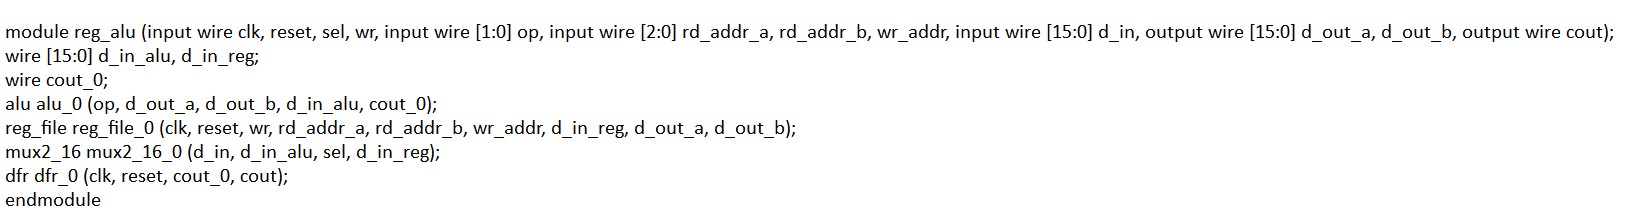 module reg_alu (input wire clk, reset, sel, wr, input wire [1:0] op, input wire [2:0] rd_addr_a, rd_addr_b, wr_addr, input wire [15:0] d_in, output wire [15:0] d_out_a, d_out_b, output wire cout);
wire [15:0] d_in_alu, d_in_reg;
wire cout_0;
alu alu_0 (op, d_out_a, d_out_b, d_in_alu, cout_0);
reg_file reg_file_0 (clk, reset, wr, rd_addr_a, rd_addr_b, wr_addr, d_in_reg, d_out_a, d_out_b);
mux2_16 mux2_16_0 (d_in, d_in_alu, sel, d_in_reg);
dfr dfr_0 (clk, reset, cout_0, cout);
endmodule